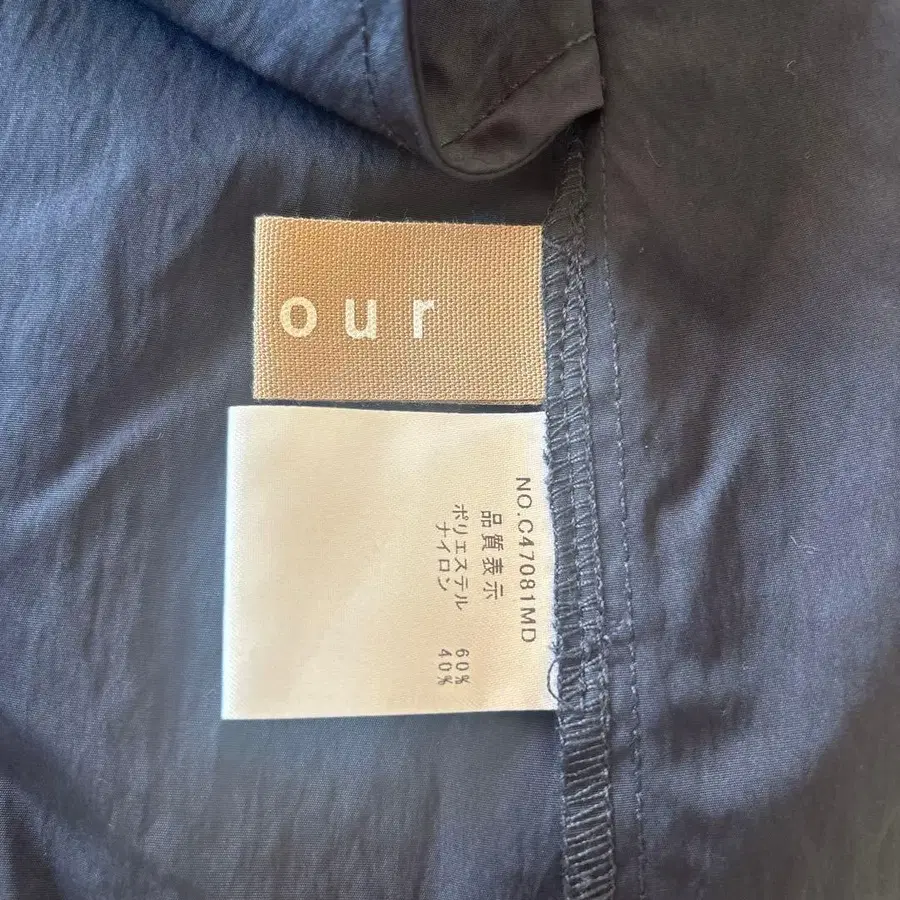 our
NO.C47081MD
品質表示
ポリエステル 60%
ナイロン 40%